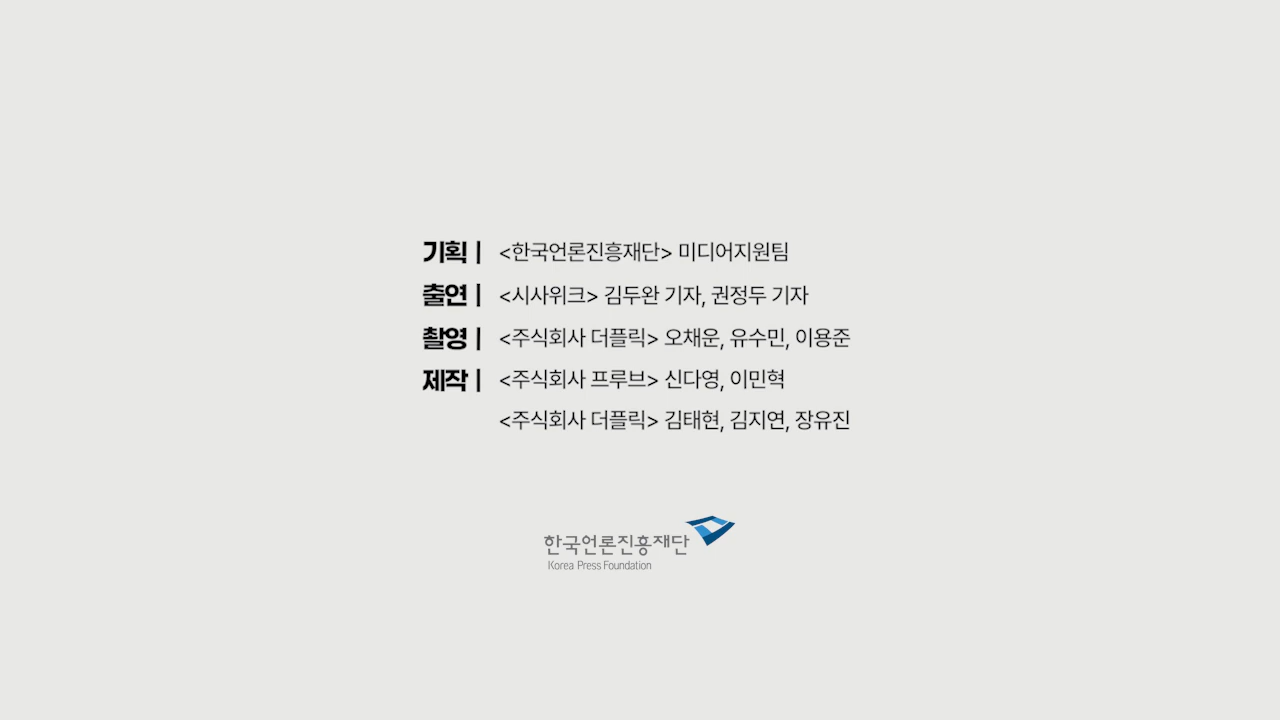 기획 | <한국언론진흥재단> 미디어지원팀
출연 | <시사위크> 김두완 기자, 권정두 기자
촬영 | <주식회사 더플릭> 오채운, 유수민, 이용준
제작 | <주식회사 프루브> 신다영, 이민혁
<주식회사 더플릭> 김태현, 김지연, 장유진
한국언론진흥재단
Korea Press Foundation